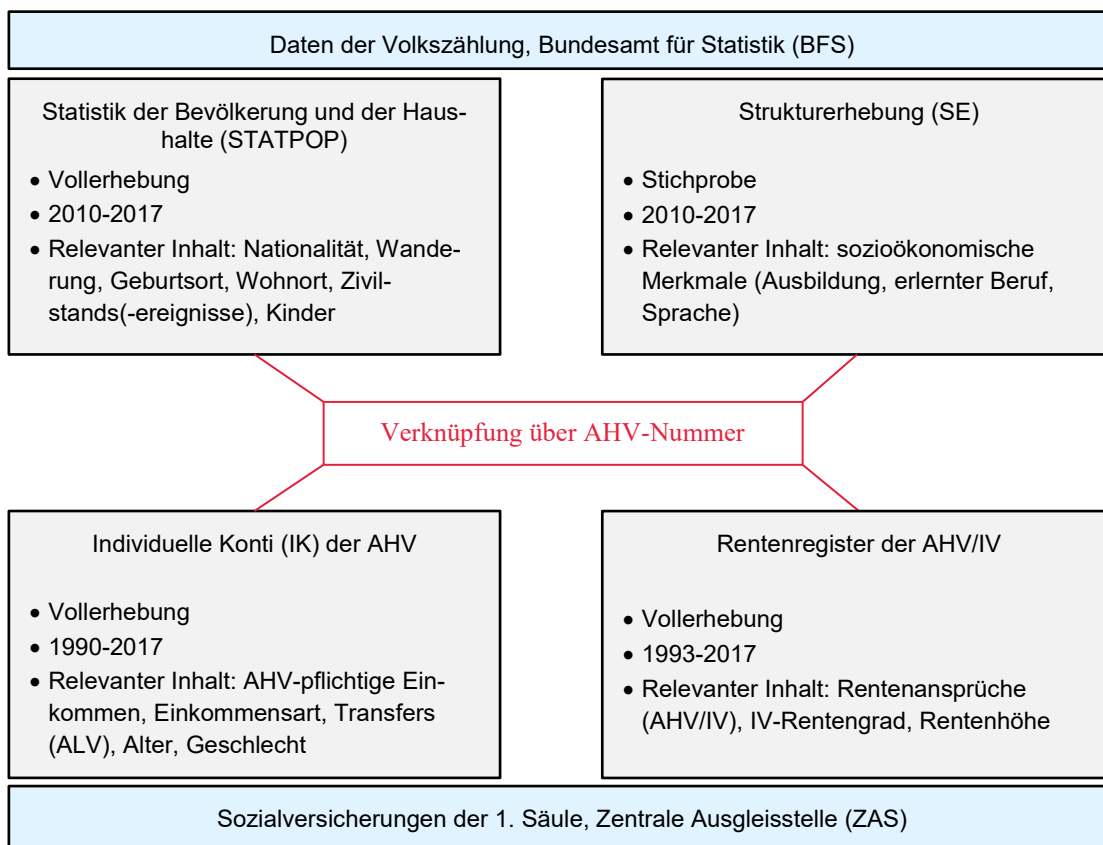 Daten der Volkszählung, Bundesamt für Statistik (BFS)
Statistik der Bevölkerung und der Haus-
halte (STATPOP)
• Vollerhebung
• 2010-2017
• Relevanter Inhalt: Nationalität, Wande-
rung, Geburtsort, Wohnort, Zivil-
stands(-ereignisse), Kinder
Strukturerhebung (SE)
• Stichprobe
• 2010-2017
• Relevanter Inhalt: sozioökonomische
Merkmale (Ausbildung, erlernter Beruf,
Sprache)
Verknüpfung über AHV-Nummer
Individuelle Konti (IK) der AHV
• Vollerhebung
• 1990-2017
• Relevanter Inhalt: AHV-pflichtige Ein-
kommen, Einkommensart, Transfers
(ALV), Alter, Geschlecht
Rentenregister der AHV/IV
• Vollerhebung
• 1993-2017
• Relevanter Inhalt: Rentenansprüche
(AHV/IV), IV-Rentengrad, Rentenhöhe
Sozialversicherungen der 1. Säule, Zentrale Ausgleisstelle (ZAS)